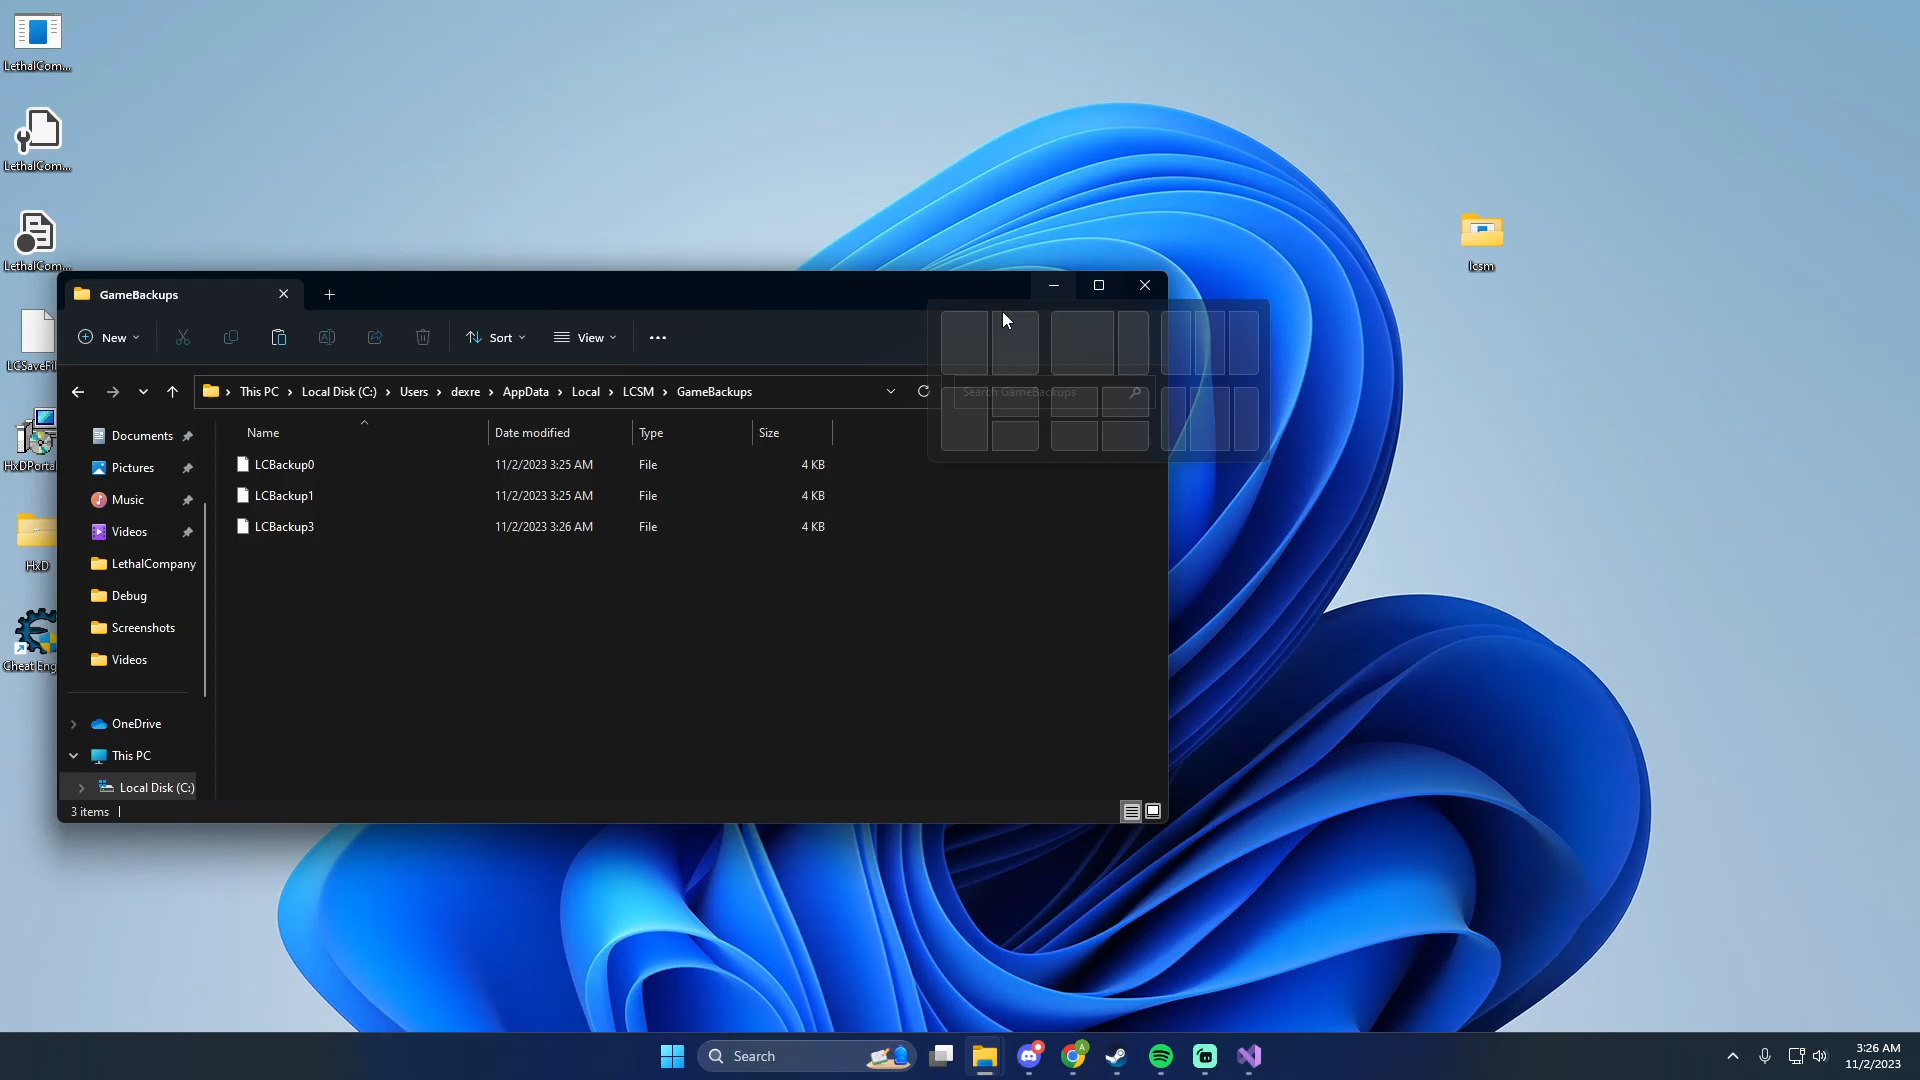 LethalCom...
LethalCom...
LethalCom...
LCSaveFil
HxDPortal
HxD
Cheat Eng
lcsm
GameBackups
New
Sort
View
This PC
Local Disk (C:)
Users
dexre
AppData
Local
LCSM
GameBackups
Search GameBackups
Name
Date modified
Type
Size
LCBackup0 11/2/2023 3:25 AM File 4 KB
LCBackup1 11/2/2023 3:25 AM File 4 KB
LCBackup3 11/2/2023 3:26 AM File 4 KB
Documents
Pictures
Music
Videos
LethalCompany
Debug
Screenshots
Videos
OneDrive
This PC
Local Disk (C:)
3 items
Search
A
3:26 AM
11/2/2023